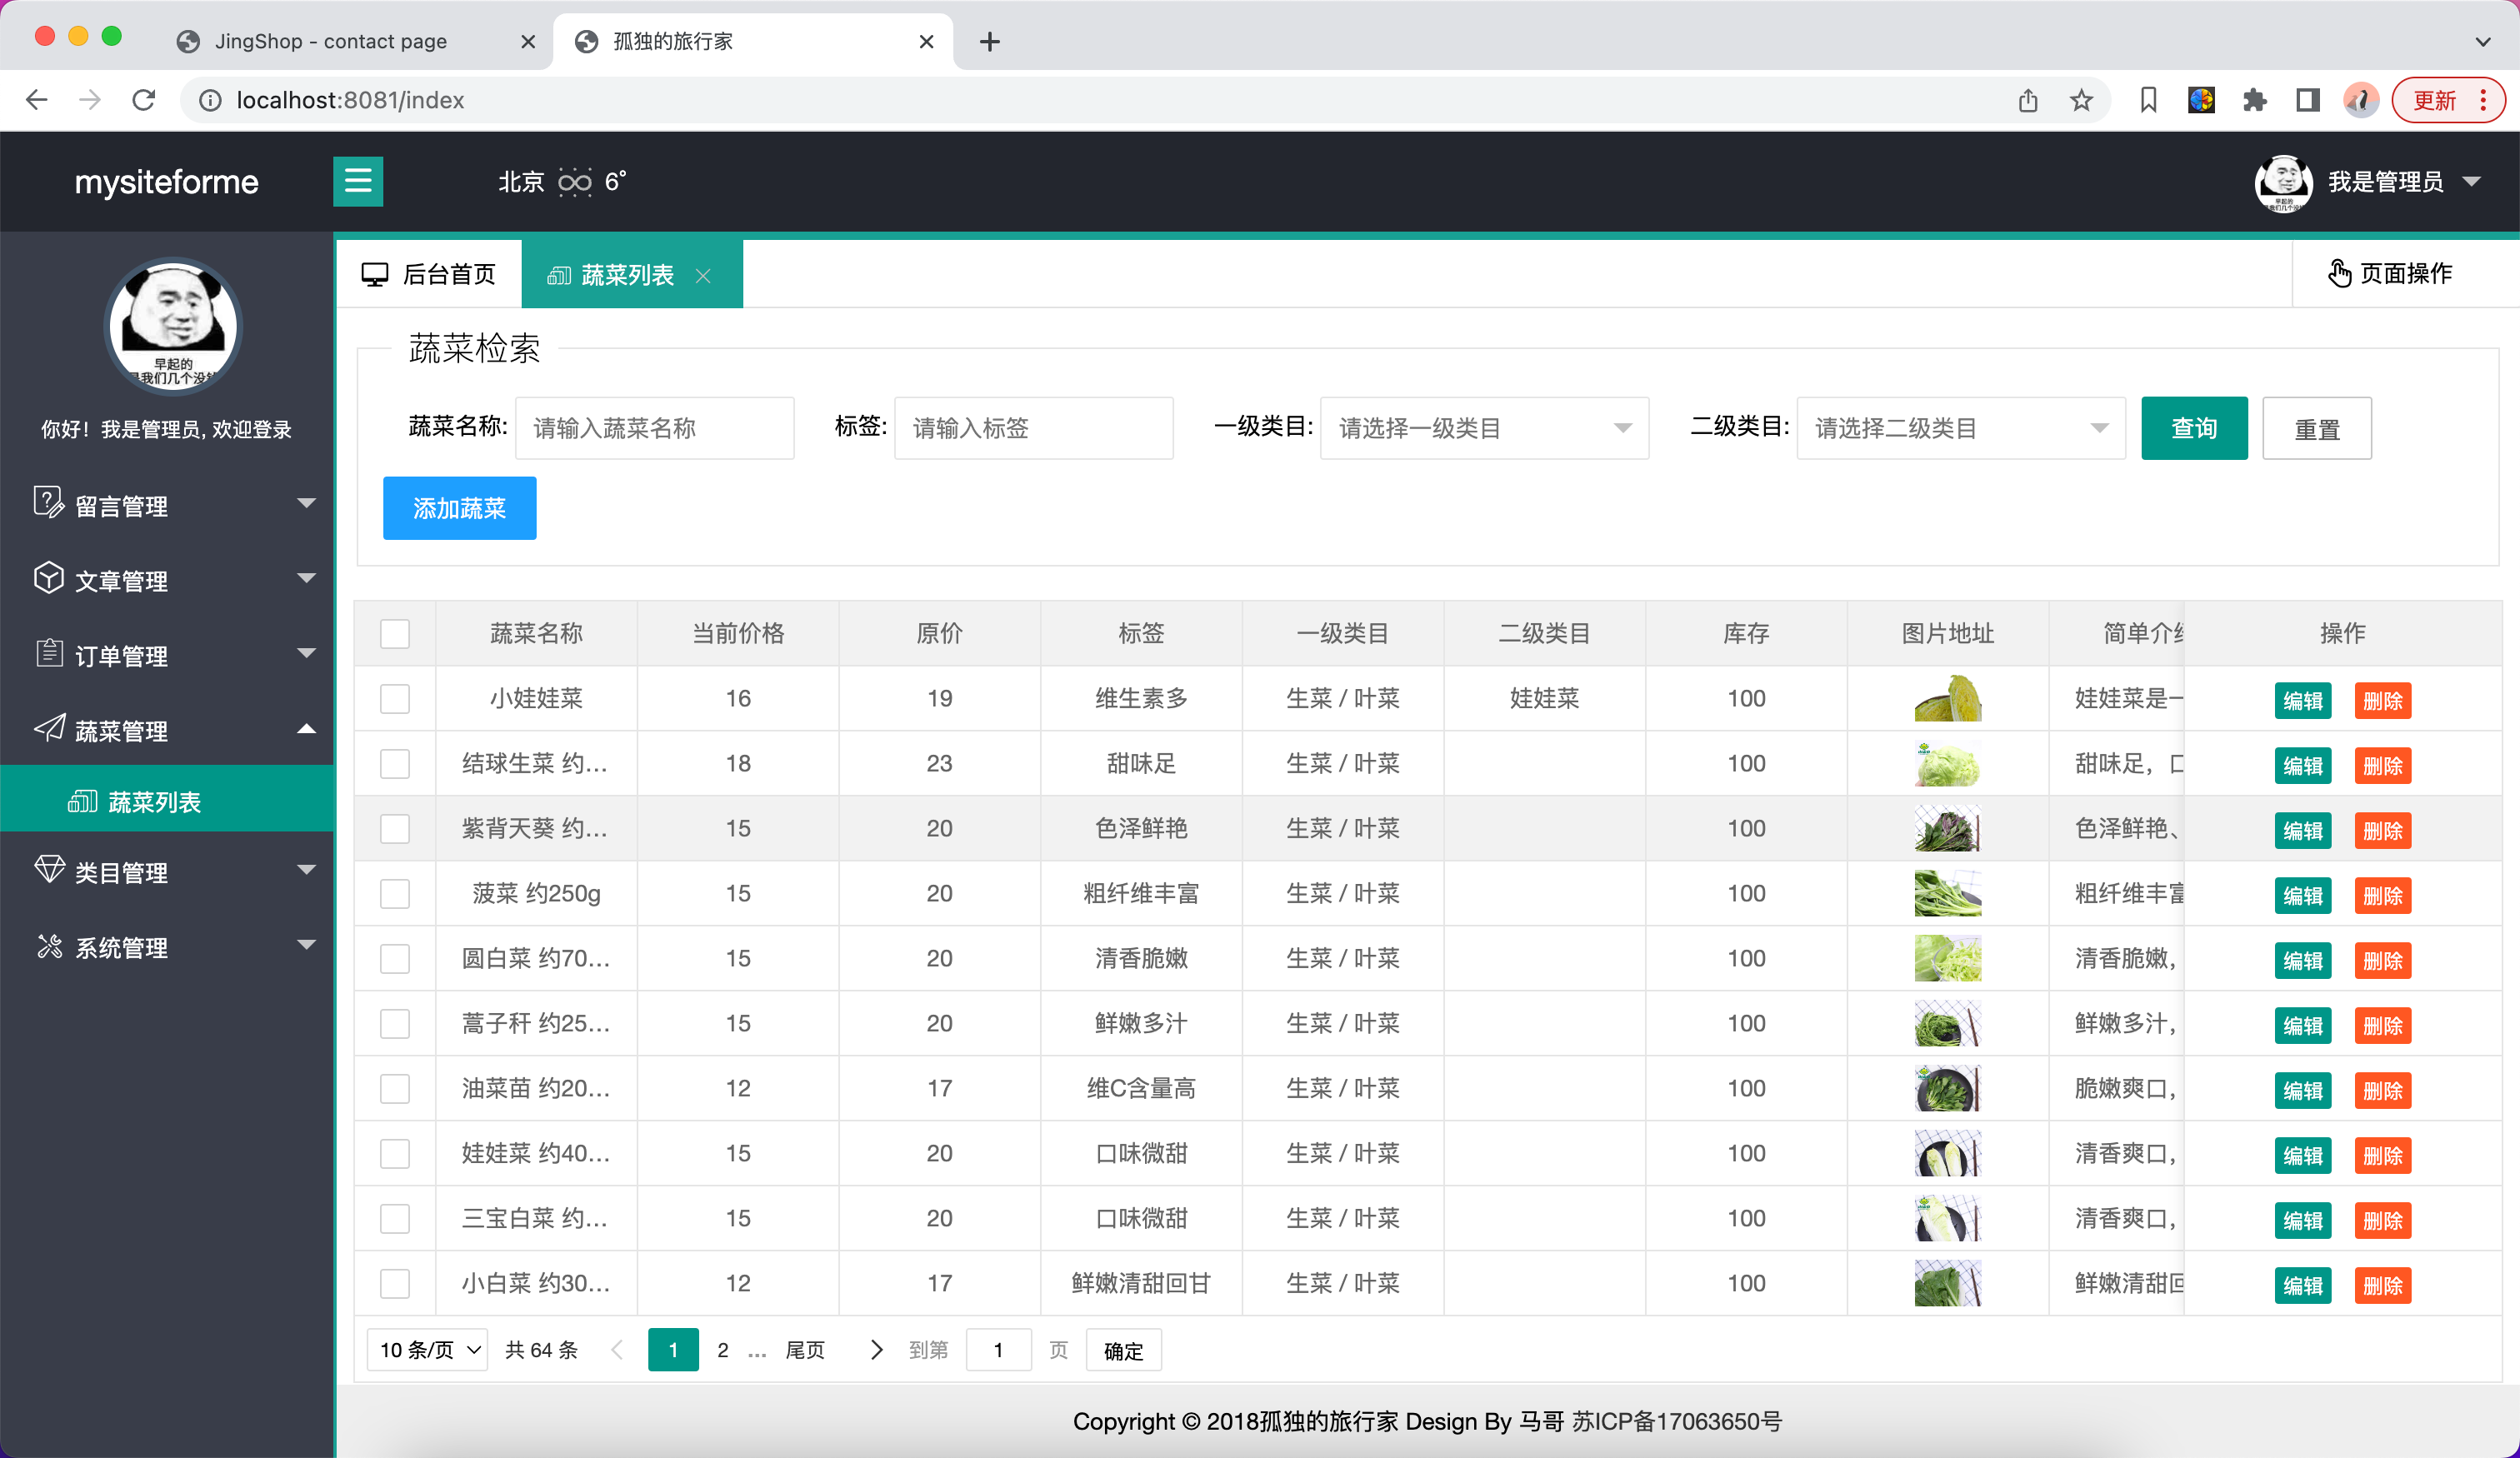 JingShop - contact page
孤独的旅行家
localhost:8081/index
更新
mysiteforme
北京 6°
我是管理员
早起的
是我们几个没
你好！我是管理员, 欢迎登录
留言管理
文章管理
订单管理
蔬菜管理
蔬菜列表
类目管理
系统管理
后台首页
蔬菜列表
页面操作
蔬菜检索
蔬菜名称: 请输入蔬菜名称 标签: 请输入标签 一级类目: 请选择一级类目 二级类目: 请选择二级类目 查询 重置
添加蔬菜
蔬菜名称 当前价格 原价 标签 一级类目 二级类目 库存 图片地址 简单介绍 操作
小娃娃菜 16 19 维生素多 生菜 / 叶菜 娃娃菜 100 娃娃菜是一 编辑 删除
结球生菜 约... 18 23 甜味足 生菜 / 叶菜 100 甜味足，口 编辑 删除
紫背天葵 约... 15 20 色泽鲜艳 生菜 / 叶菜 100 色泽鲜艳、 编辑 删除
菠菜 约250g 15 20 粗纤维丰富 生菜 / 叶菜 100 粗纤维丰富 编辑 删除
圆白菜 约70... 15 20 清香脆嫩 生菜 / 叶菜 100 清香脆嫩， 编辑 删除
蒿子秆 约25... 15 20 鲜嫩多汁 生菜 / 叶菜 100 鲜嫩多汁， 编辑 删除
油菜苗 约20... 12 17 维C含量高 生菜 / 叶菜 100 脆嫩爽口， 编辑 删除
娃娃菜 约40... 15 20 口味微甜 生菜 / 叶菜 100 清香爽口， 编辑 删除
三宝白菜 约... 15 20 口味微甜 生菜 / 叶菜 100 清香爽口， 编辑 删除
小白菜 约30... 12 17 鲜嫩清甜回甘 生菜 / 叶菜 100 鲜嫩清甜回 编辑 删除
10 条/页 共 64 条 1 2 ... 尾页 到第 1 页 确定
Copyright © 2018孤独的旅行家 Design By 马哥 苏ICP备17063650号